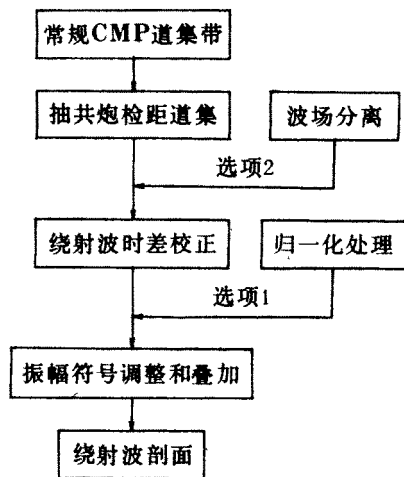 常规CMP道集带
抽共炮检距道集
波场分离
选项2
绕射波时差校正
归一化处理
选项1
振幅符号调整和叠加
绕射波剖面